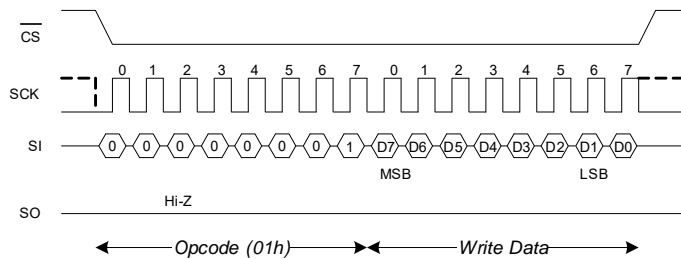 CS
0 1 2 3 4 5 6 7 0 1 2 3 4 5 6 7
SCK
SI 0 0 0 0 0 0 0 1 D7 D6 D5 D4 D3 D2 D1 D0
MSB LSB
Hi-Z
SO
Opcode (01h) Write Data